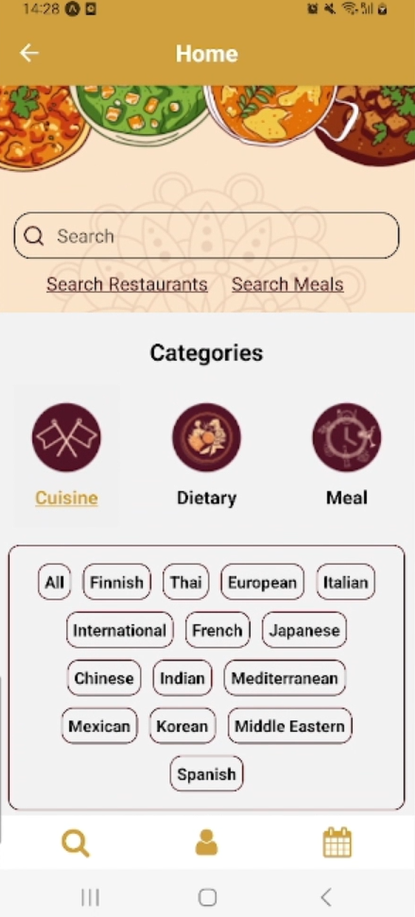 14:28
Home
Search
Search Restaurants Search Meals
Categories
Cuisine Dietary Meal
All Finnish Thai European Italian
International French Japanese
Chinese Indian Mediterranean
Mexican Korean Middle Eastern
Spanish